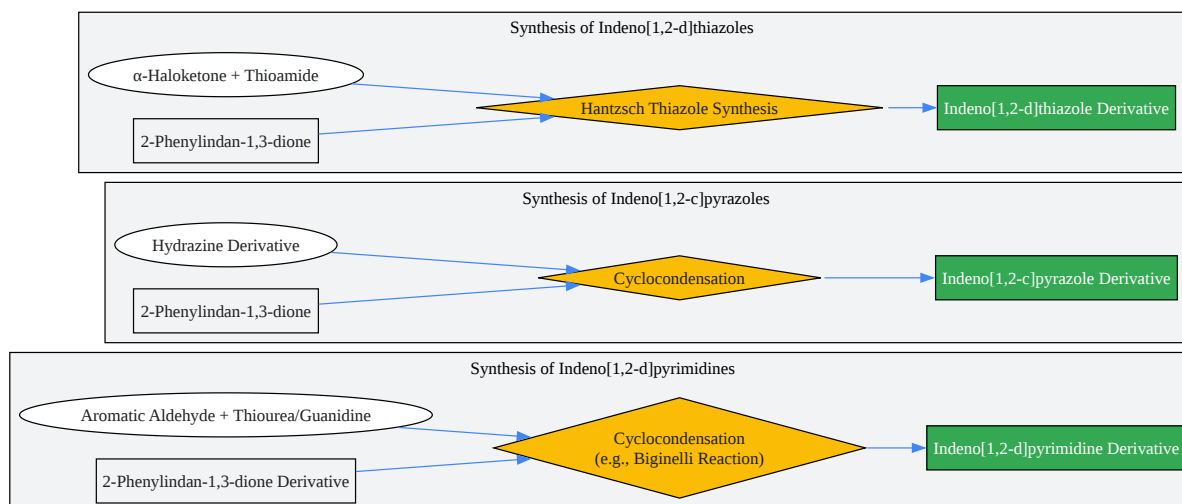 Synthesis of Indeno[1,2-d]thiazoles
α-Haloketone + Thioamide
Hantzsch Thiazole Synthesis
Indeno[1,2-d]thiazole Derivative
2-Phenylindan-1,3-dione
Synthesis of Indeno[1,2-c]pyrazoles
Hydrazine Derivative
Cyclocondensation
Indeno[1,2-c]pyrazole Derivative
2-Phenylindan-1,3-dione
Synthesis of Indeno[1,2-d]pyrimidines
Aromatic Aldehyde + Thiourea/Guanidine
Cyclocondensation
(e.g., Biginelli Reaction)
Indeno[1,2-d]pyrimidine Derivative
2-Phenylindan-1,3-dione Derivative